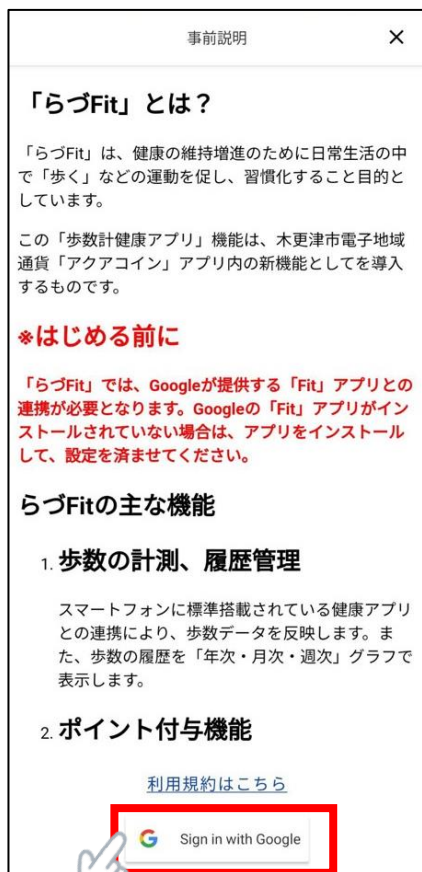 事前説明 ×
「らづFit」とは？
「らづFit」は、健康の維持増進のために日常生活の中
で「歩く」などの運動を促し、習慣化すること目的と
しています。
この「歩数計健康アプリ」機能は、木更津市電子地域
通貨「アクアコイン」アプリ内の新機能としてを導入
するものです。
※はじめる前に
「らづFit」では、Googleが提供する「Fit」アプリとの
連携が必要となります。Googleの「Fit」アプリがイン
ストールされていない場合は、アプリをインストール
して、設定を済ませてください。
らづFitの主な機能
1. 歩数の計測、履歴管理
スマートフォンに標準搭載されている健康アプリ
との連携により、歩数データを反映します。ま
た、歩数の履歴を「年次・月次・週次」グラフで
表示します。
2. ポイント付与機能
利用規約はこちら
Sign in with Google